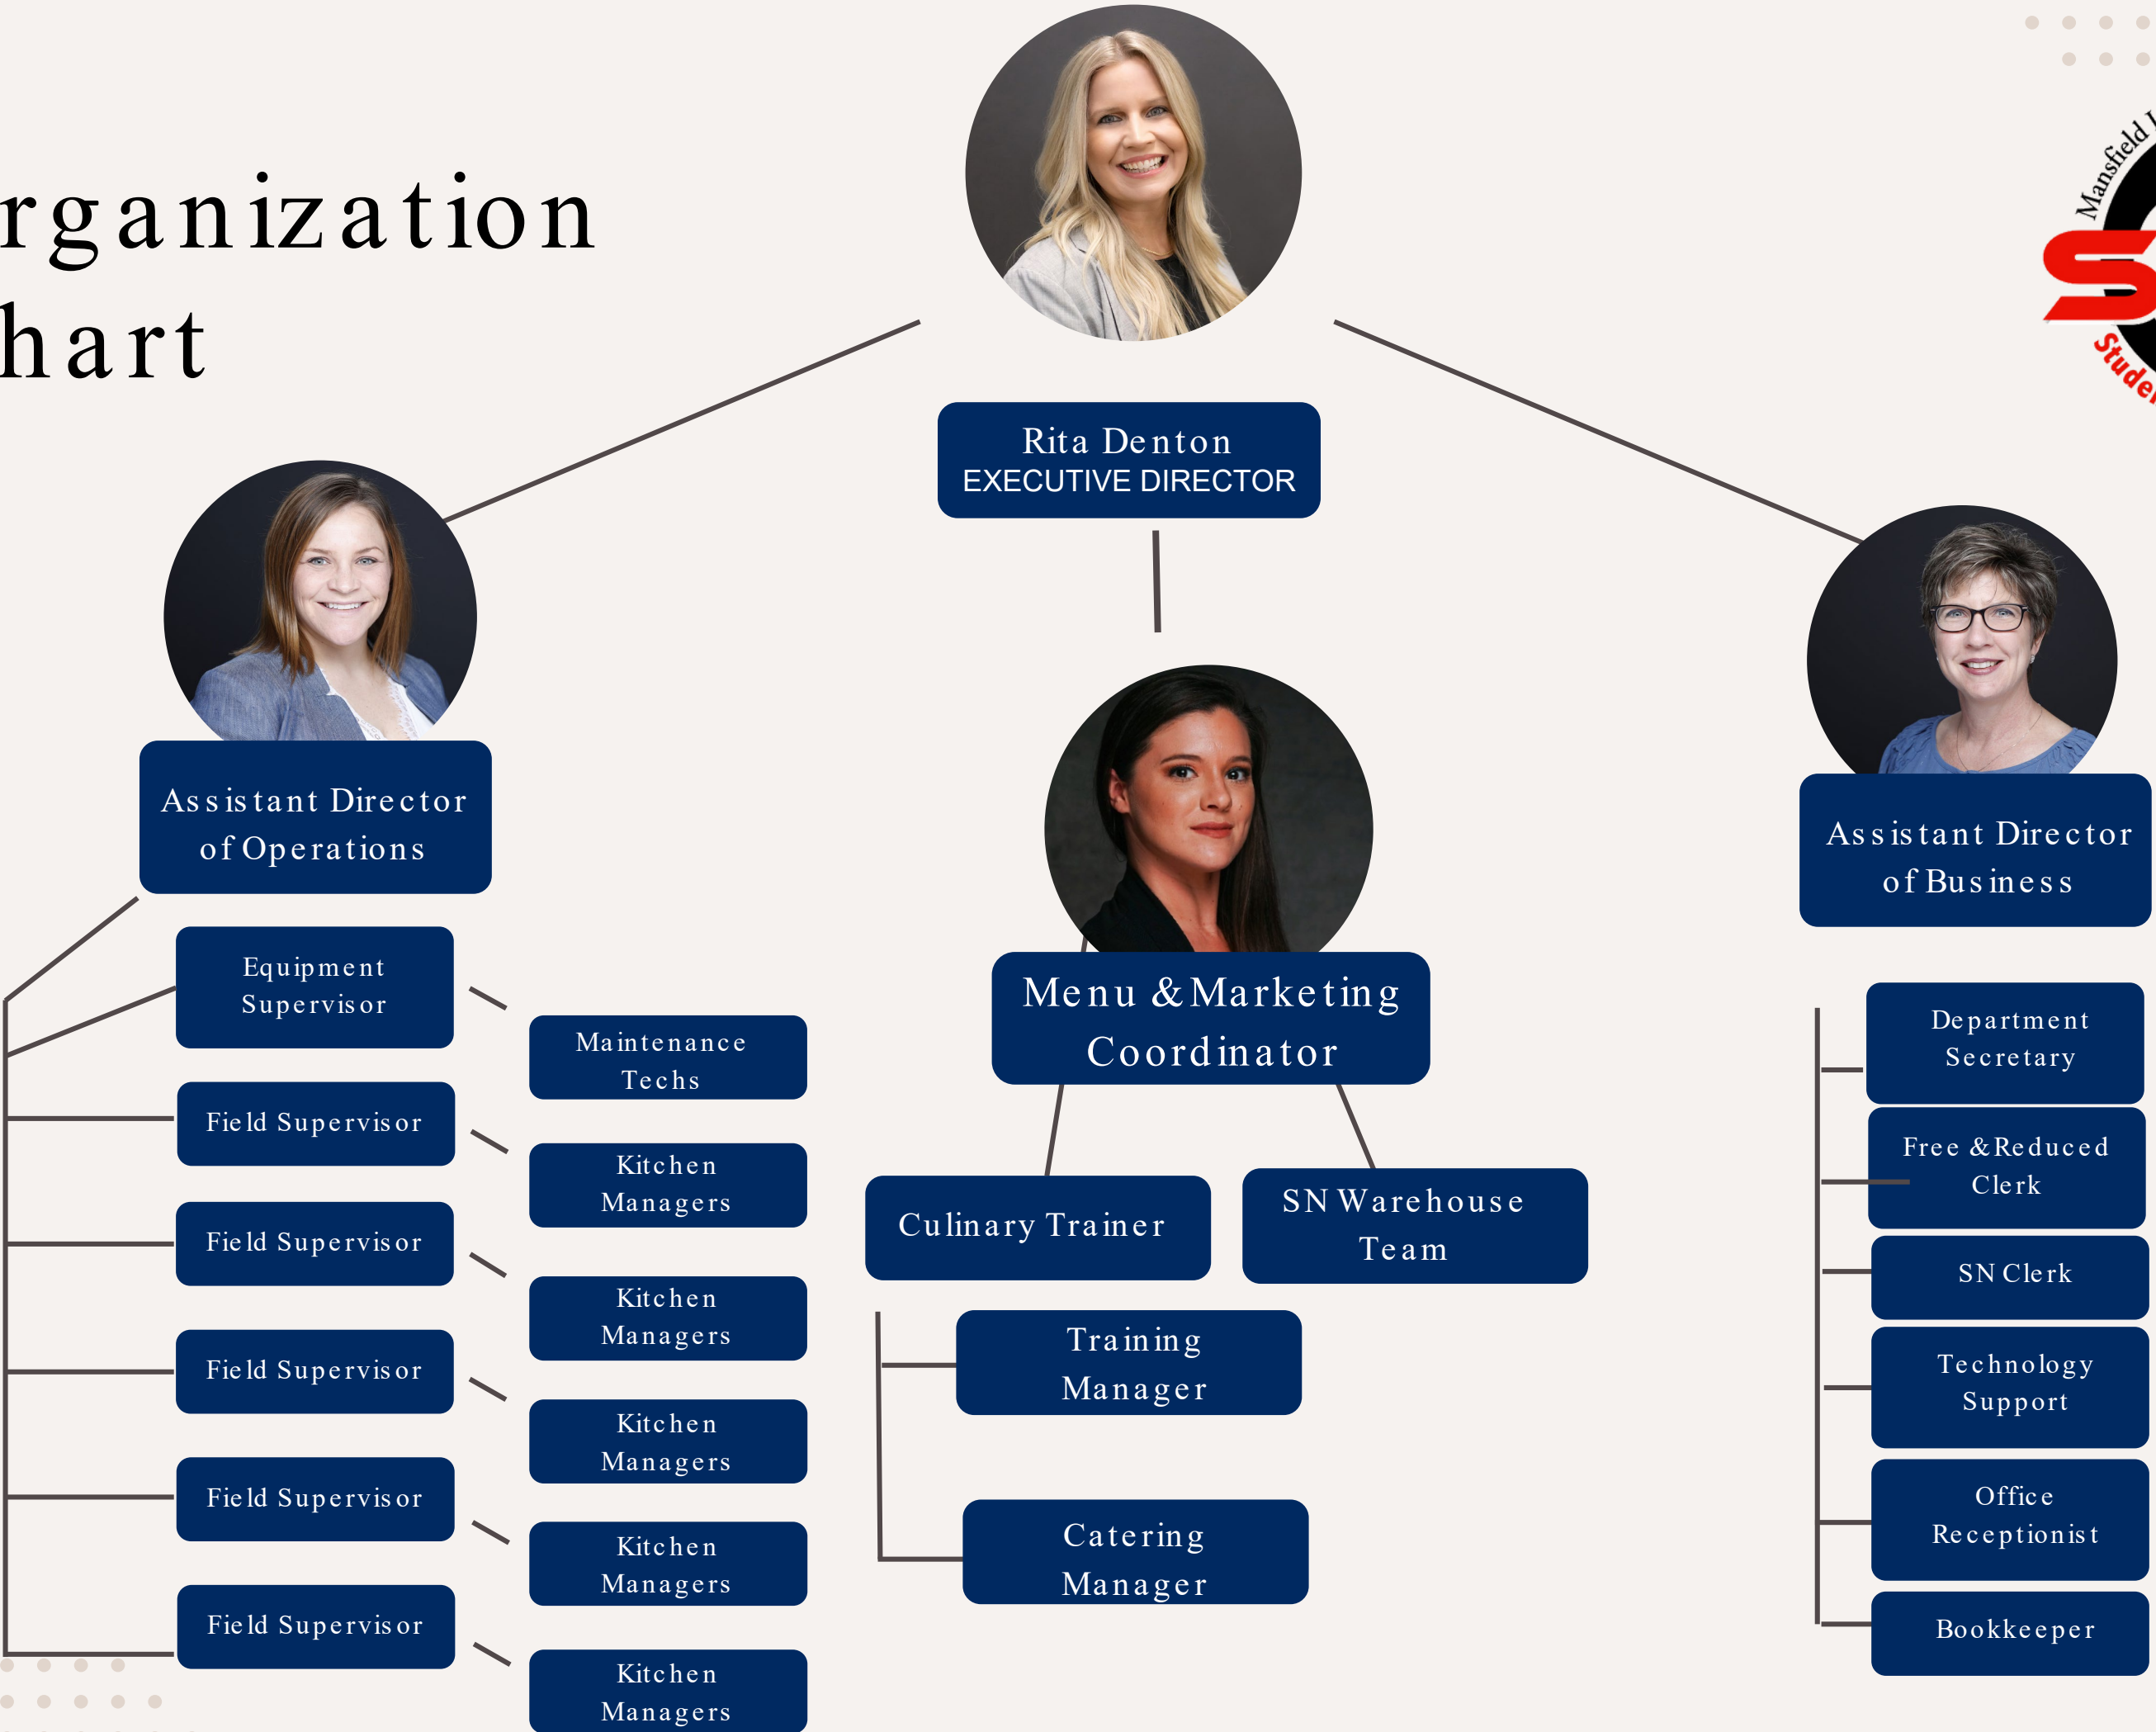 rganization
hart
Mansfield
Rita Denton
EXECUTIVE DIRECTOR
Assistant Director
of Operations
Equipment
Supervisor
Maintenance
Techs
Field Supervisor
Kitchen
Managers
Field Supervisor
Kitchen
Managers
Field Supervisor
Kitchen
Managers
Field Supervisor
Kitchen
Managers
Field Supervisor
Kitchen
Managers
Menu & Marketing
Coordinator
Culinary Trainer
SN Warehouse
Team
Training
Manager
Catering
Manager
Assistant Director
of Business
Department
Secretary
Free & Reduced
Clerk
SN Clerk
Technology
Support
Office
Receptionist
Bookkeeper